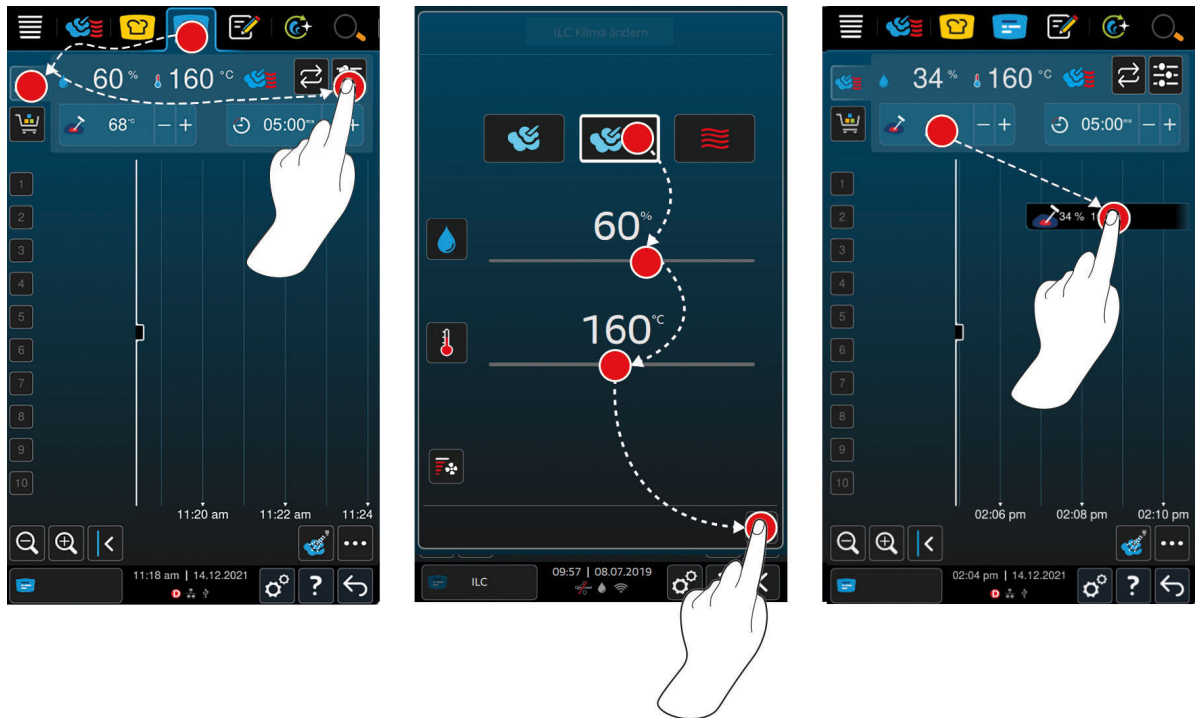 60 % 160 °C
68 °C − + 05:00 ms +
1
2
3
4
5
6
7
8
9
10
11:20 am 11:22 am 11:24
11:18 am | 14.12.2021
D
?
ILC Klima ändern
60 %
160 °C
ILC
09:57 | 08.07.2019
34 % 160 °C
− + 05:00 ms − +
1
2
34 %
3
4
5
6
7
8
9
10
02:06 pm 02:08 pm 02:10 pm
02:04 pm | 14.12.2021
D
?